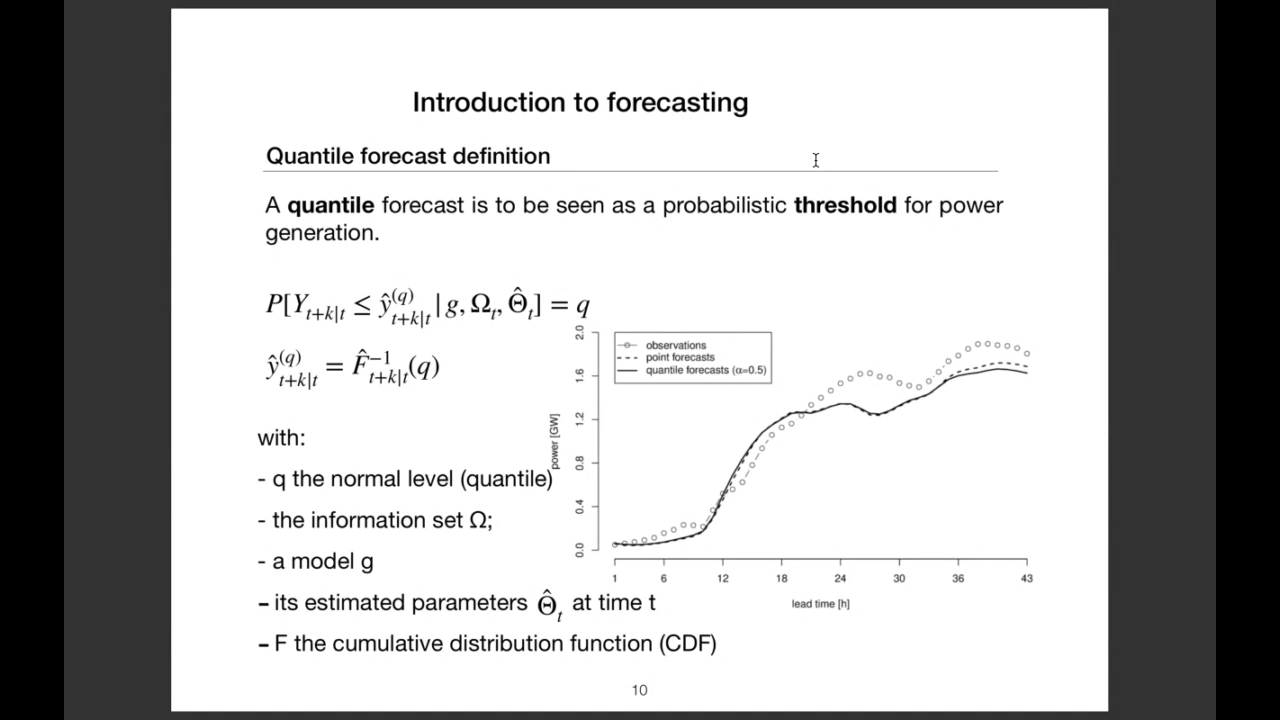 Introduction to forecasting
Quantile forecast definition
A quantile forecast is to be seen as a probabilistic threshold for power
generation.
P[Y_{t+k|t} ≤ ŷ^{(q)}_{t+k|t} | g, Ω_t, Θ̂_t] = q
ŷ^{(q)}_{t+k|t} = F̂^{-1}_{t+k|t}(q)
with:
- q the normal level (quantile)
- the information set Ω;
- a model g
- its estimated parameters Θ̂_t at time t
- F the cumulative distribution function (CDF)
observations
point forecasts
quantile forecasts (α=0.5)
power [GW]
2.0
1.6
1.2
0.8
0.4
0.0
1 6 12 18 24 30 36 43
lead time [h]
10